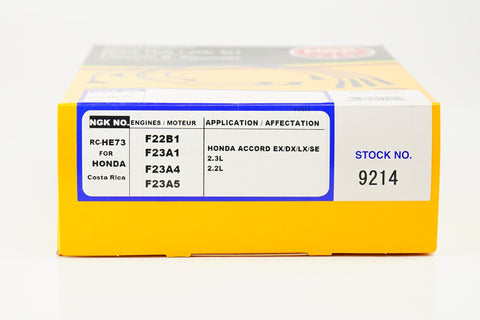 NGK NO. ENGINES / MOTEUR APPLICATION / AFFECTATION
RC-HE73
FOR
HONDA
Costa Rica
F22B1
F23A1
F23A4
F23A5
HONDA ACCORD EX/DX/LX/SE
2.3L
2.2L
STOCK NO.
9214